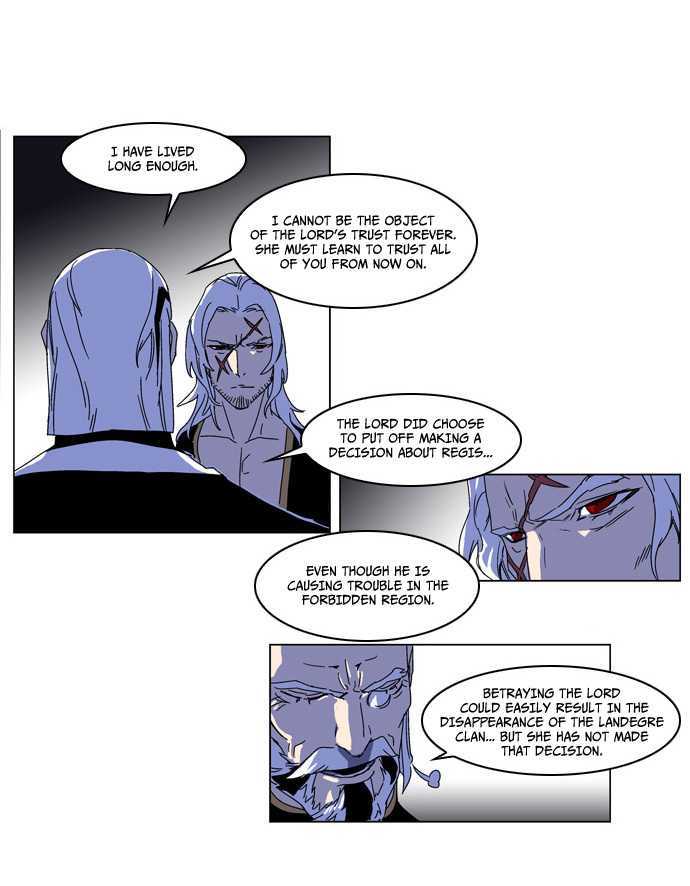 I HAVE LIVED
LONG ENOUGH.
I CANNOT BE THE OBJECT
OF THE LORD'S TRUST FOREVER.
SHE MUST LEARN TO TRUST ALL
OF YOU FROM NOW ON.
THE LORD DID CHOOSE
TO PUT OFF MAKING A
DECISION ABOUT REGIS...
EVEN THOUGH HE IS
CAUSING TROUBLE IN THE
FORBIDDEN REGION.
BETRAYING THE LORD
COULD EASILY RESULT IN THE
DISAPPEARANCE OF THE LANDEGRE
CLAN... BUT SHE HAS NOT MADE
THAT DECISION.